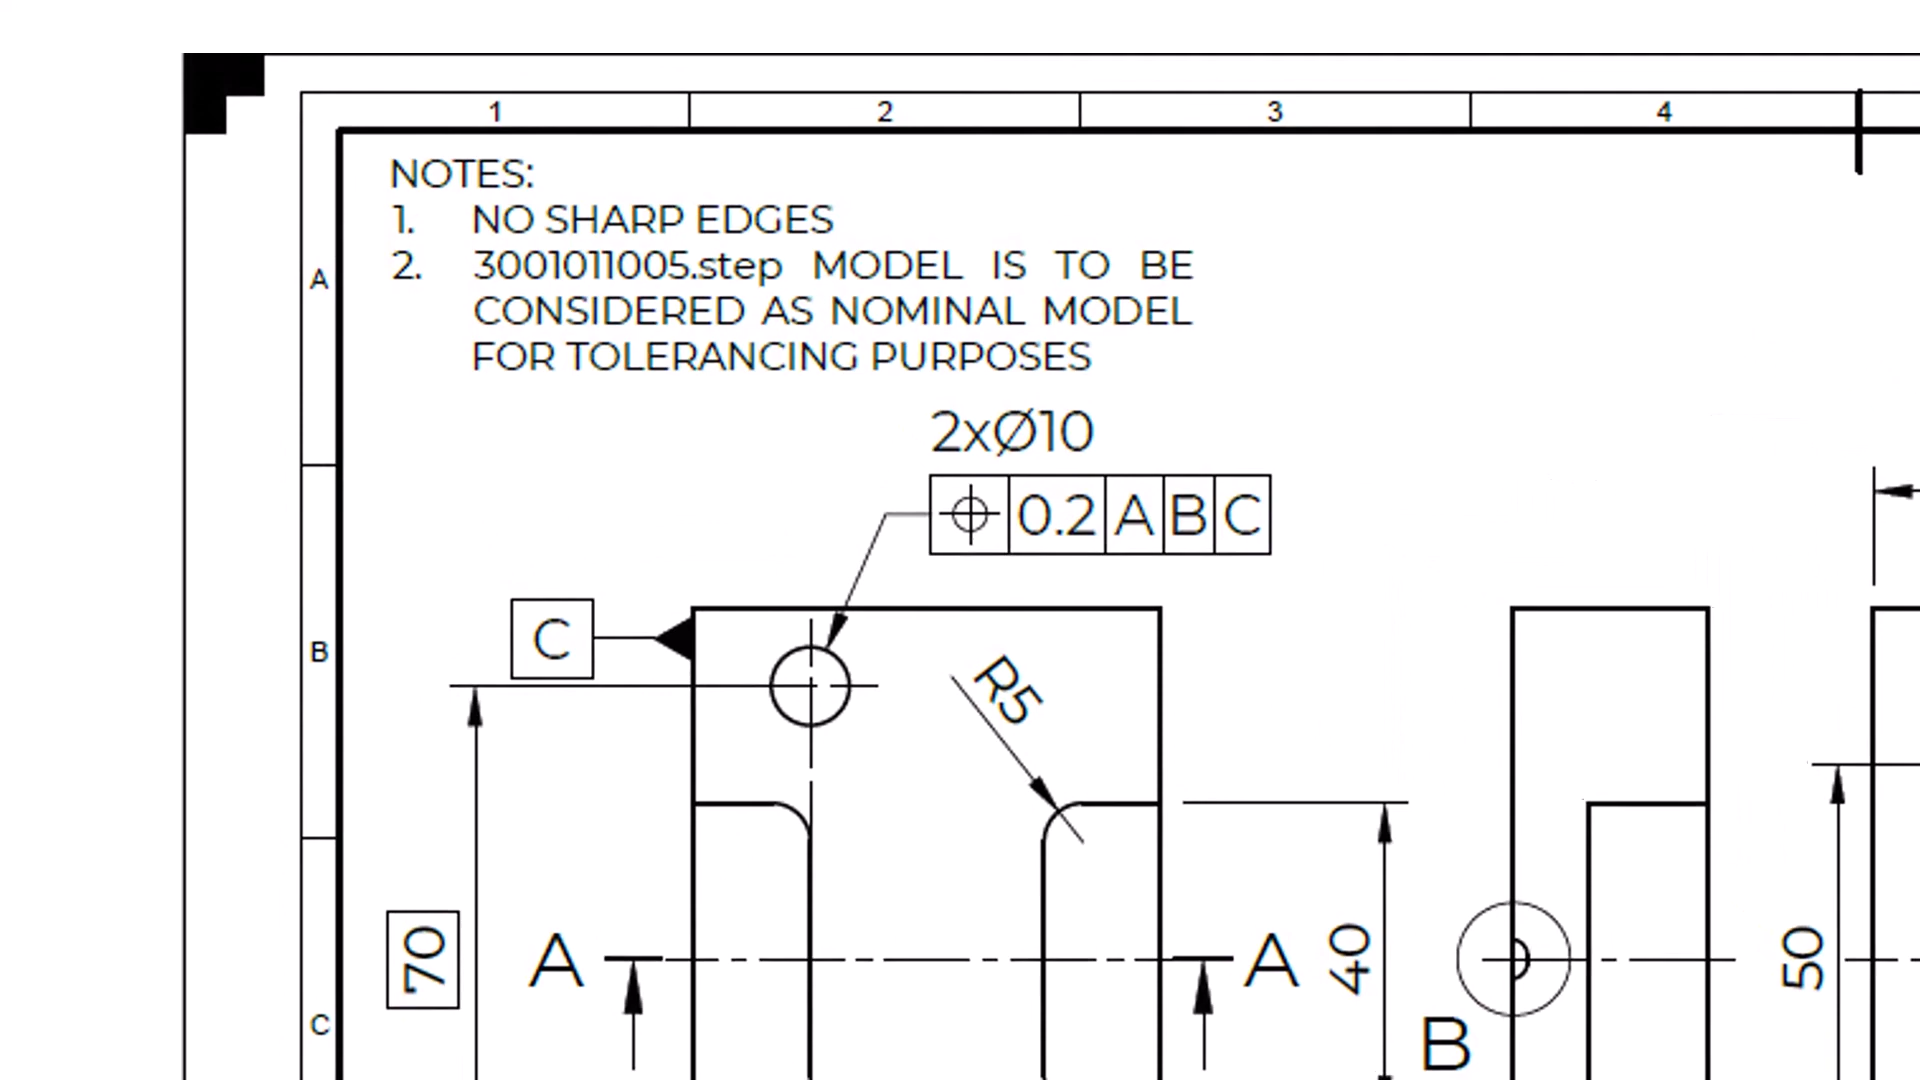 1 2 3 4
NOTES:
1. NO SHARP EDGES
2. 3001011005.step MODEL IS TO BE
CONSIDERED AS NOMINAL MODEL
FOR TOLERANCING PURPOSES
A
2xØ10
⌖ 0.2 A B C
C
B
R5
70
A
A
40
50
B
C